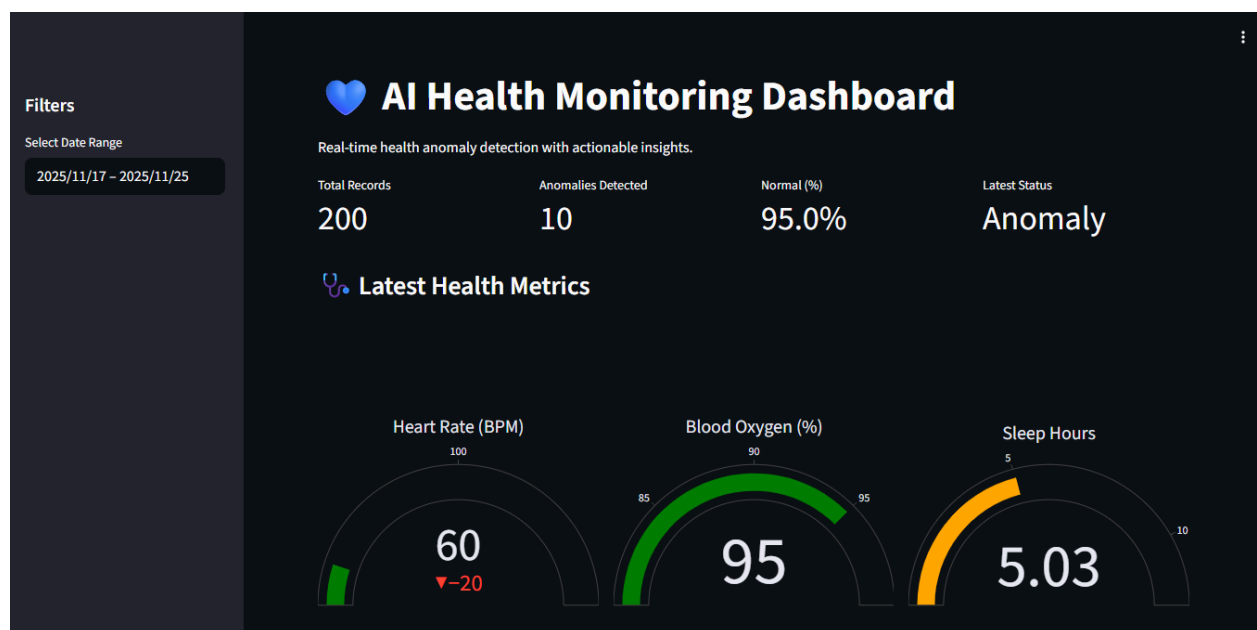 Filters
Select Date Range
2025/11/17 – 2025/11/25
AI Health Monitoring Dashboard
Real-time health anomaly detection with actionable insights.
Total Records
Anomalies Detected
Normal (%)
Latest Status
200
10
95.0%
Anomaly
Latest Health Metrics
Heart Rate (BPM)
100
60
▼−20
Blood Oxygen (%)
85
90
95
95
Sleep Hours
5
10
5.03